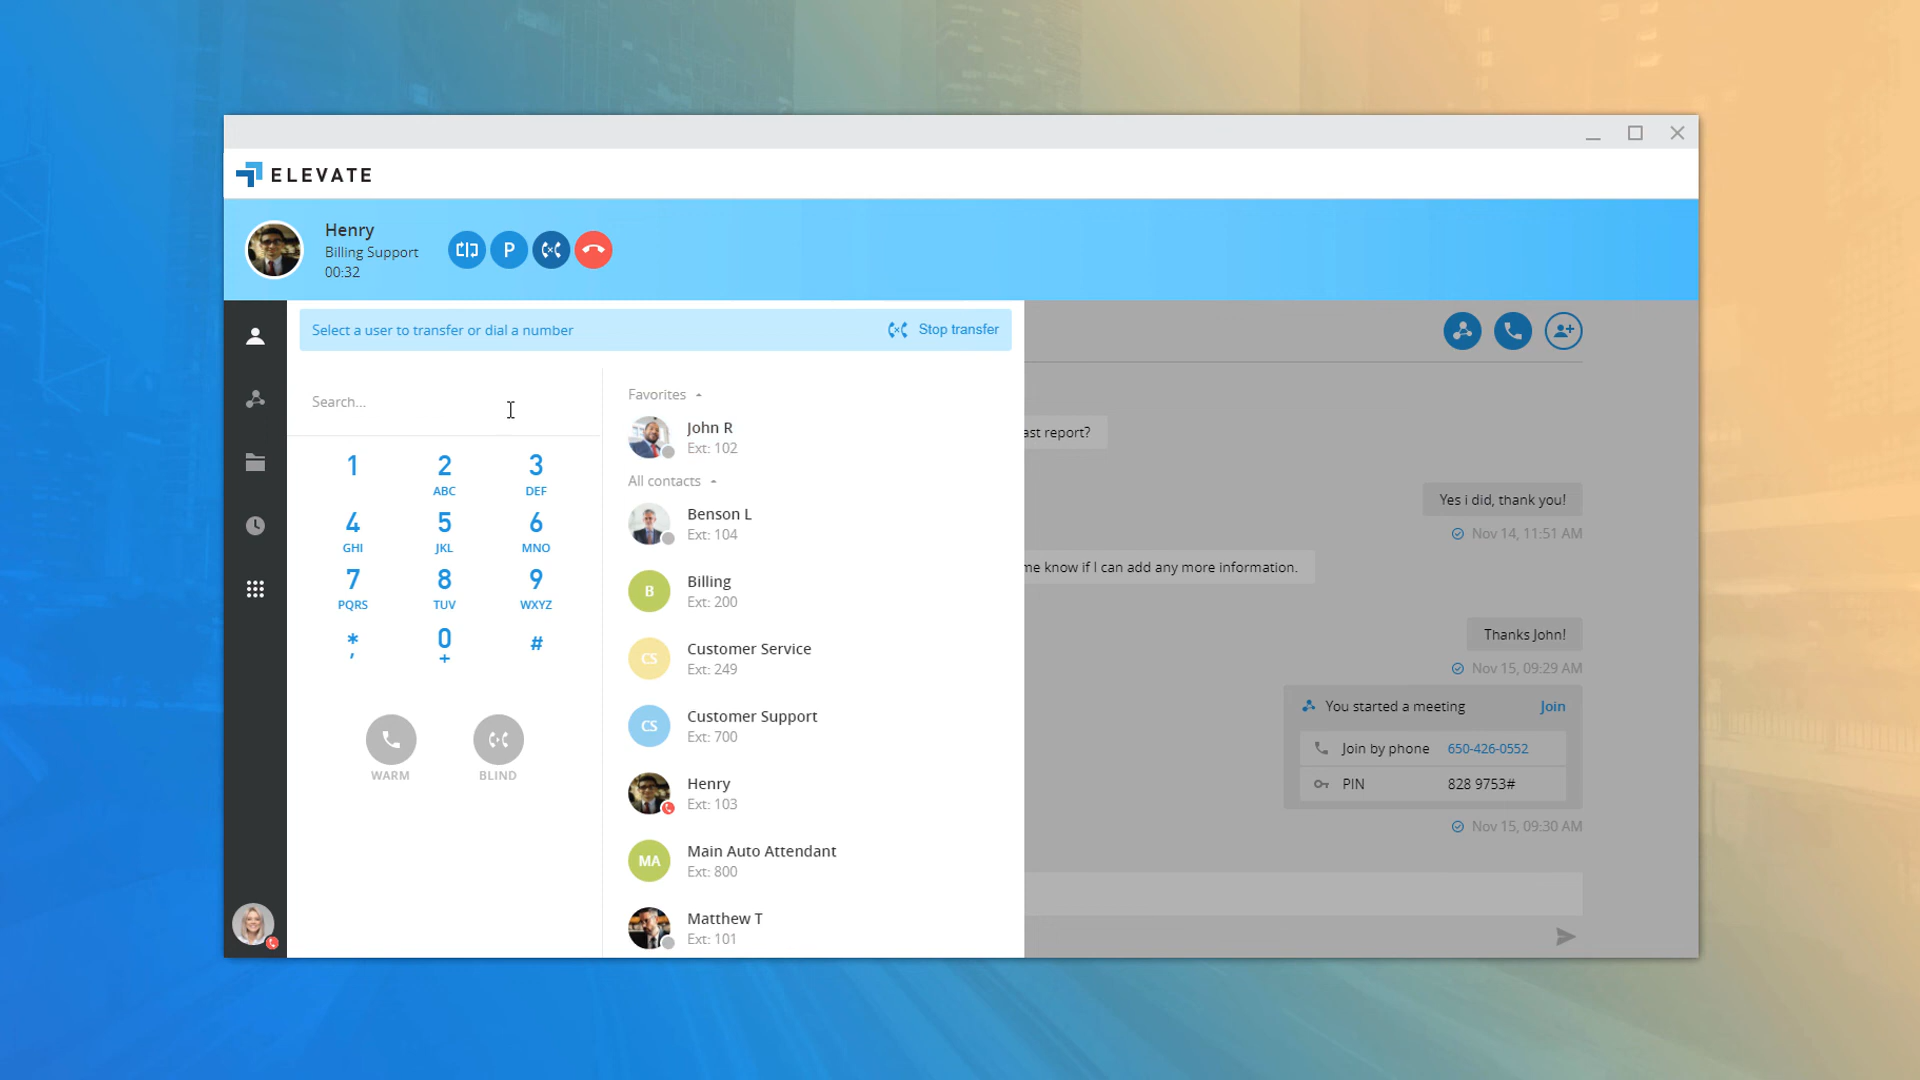 ELEVATE
Henry
Billing Support
00:32
P
Select a user to transfer or dial a number
Stop transfer
Search...
1
2
ABC
3
DEF
4
GHI
5
JKL
6
MNO
7
PQRS
8
TUV
9
WXYZ
*
,
0
+
#
WARM
BLIND
Favorites
John R
Ext: 102
All contacts
Benson L
Ext: 104
B
Billing
Ext: 200
CS
Customer Service
Ext: 249
CS
Customer Support
Ext: 700
Henry
Ext: 103
MA
Main Auto Attendant
Ext: 800
Matthew T
Ext: 101
ast report?
Yes i did, thank you!
Nov 14, 11:51 AM
me know if I can add any more information.
Thanks John!
Nov 15, 09:29 AM
You started a meeting
Join
Join by phone 650-426-0552
PIN 828 9753#
Nov 15, 09:30 AM